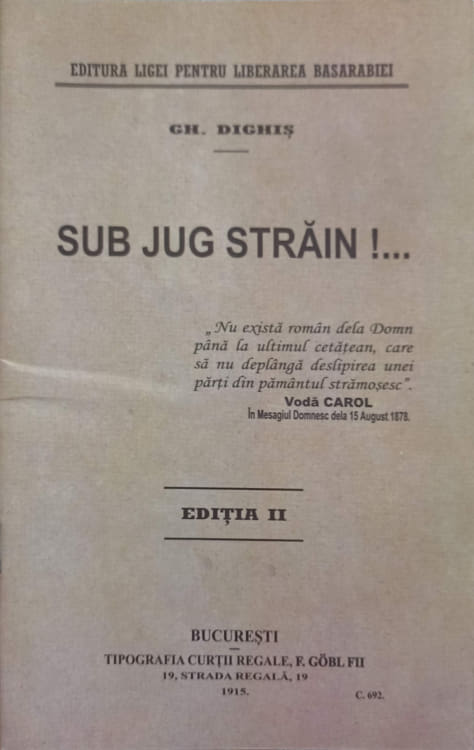 EDITURA LIGEI PENTRU LIBERAREA BASARABIEI
GH. DIGHIȘ
SUB JUG STRĂIN !...
„Nu există român dela Domn
până la ultimul cetățean, care
să nu deplângă deslipirea unei
părți din pământul strămoșesc”.
Vodă CAROL
În Mesagiul Domnesc dela 15 August 1878.
EDIȚIA II
BUCUREȘTI
TIPOGRAFIA CURȚII REGALE, F. GÖBL FII
19, STRADA REGALĂ, 19
1915.
C. 692.